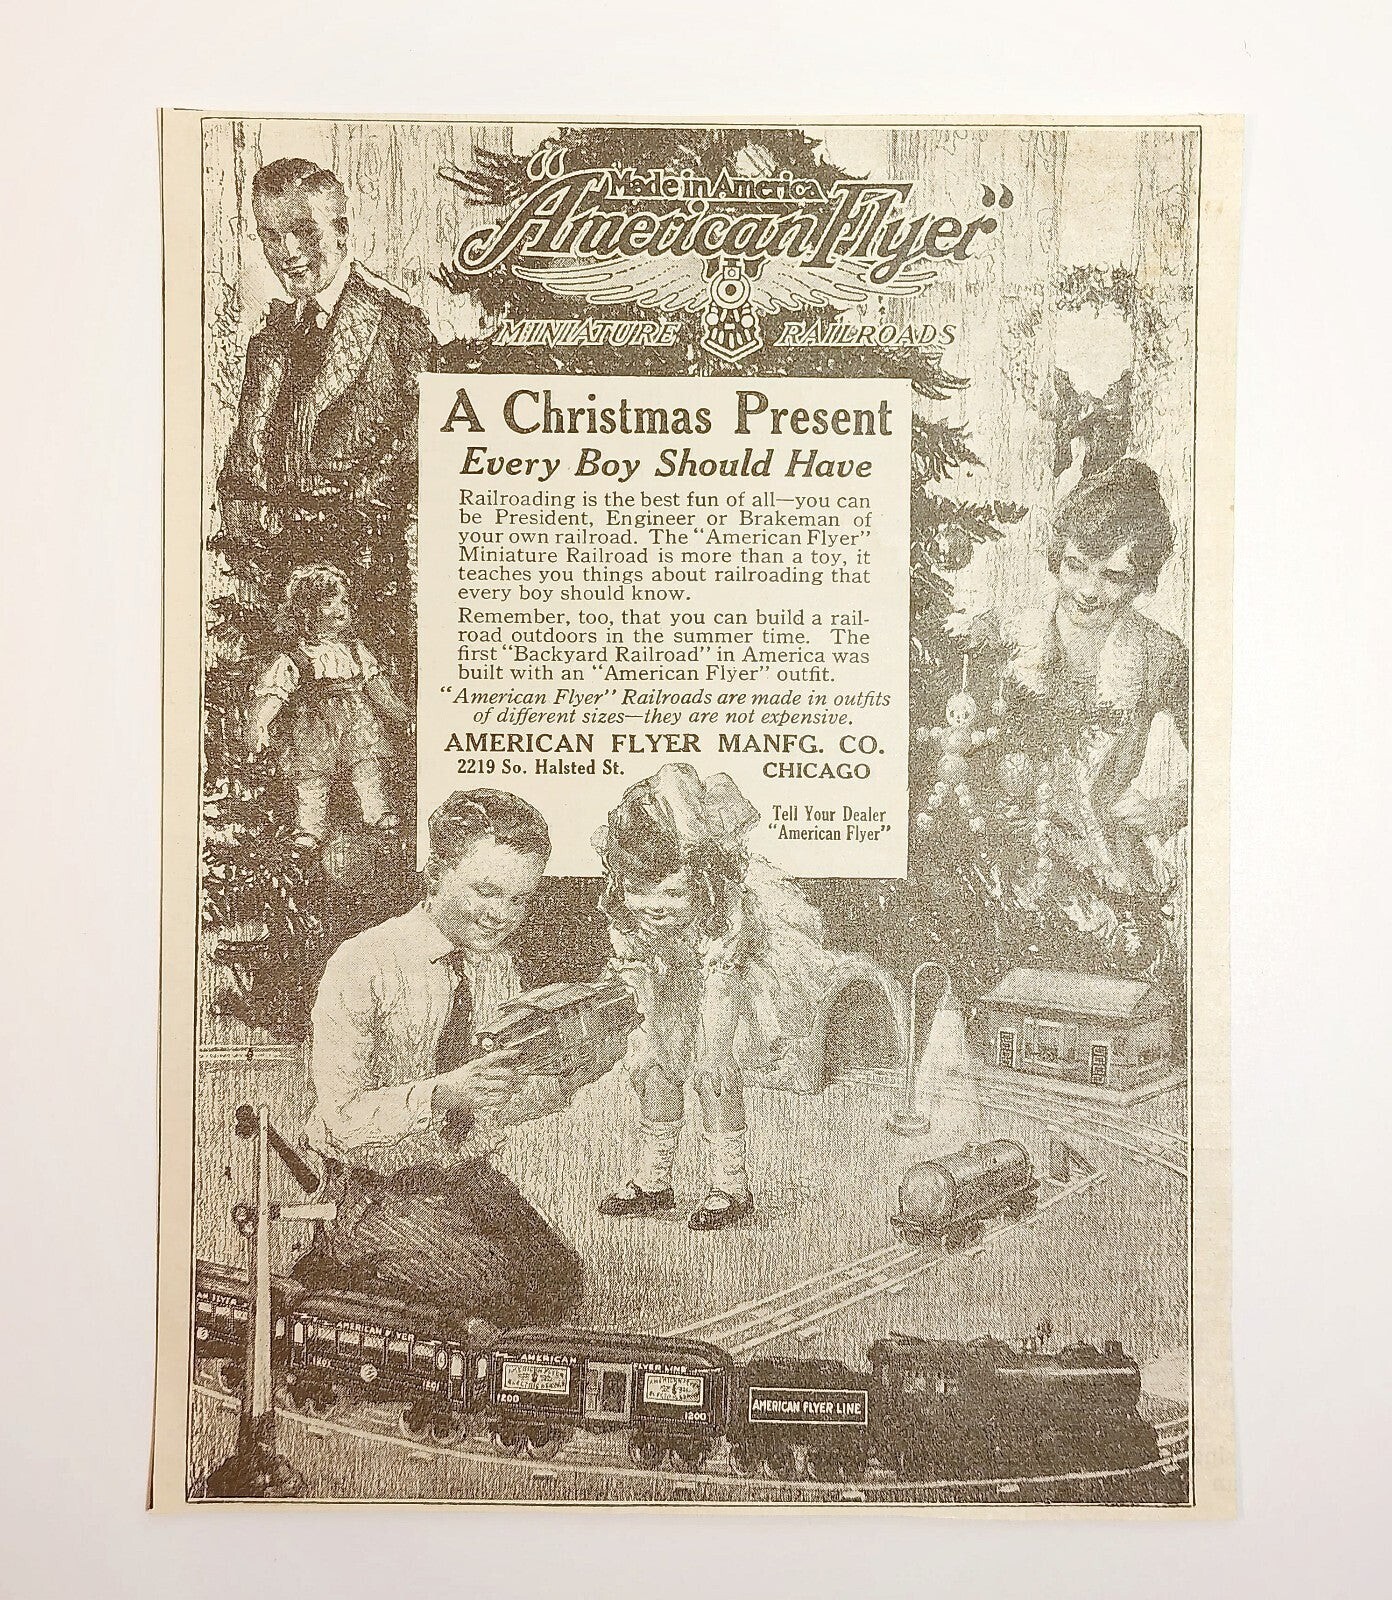 Made in America
"American Flyer"
MINIATURE RAILROADS
A Christmas Present
Every Boy Should Have
Railroading is the best fun of all—you can
be President, Engineer or Brakeman of
your own railroad. The "American Flyer"
Miniature Railroad is more than a toy, it
teaches you things about railroading that
every boy should know.
Remember, too, that you can build a rail-
road outdoors in the summer time. The
first "Backyard Railroad" in America was
built with an "American Flyer" outfit.
"American Flyer" Railroads are made in outfits
of different sizes—they are not expensive.
AMERICAN FLYER MANFG. CO.
2219 So. Halsted St. CHICAGO
Tell Your Dealer
"American Flyer"
AMERICAN FLYER
1201
AMERICAN FLYER LINE
1200 1200
AMERICAN FLYER LINE